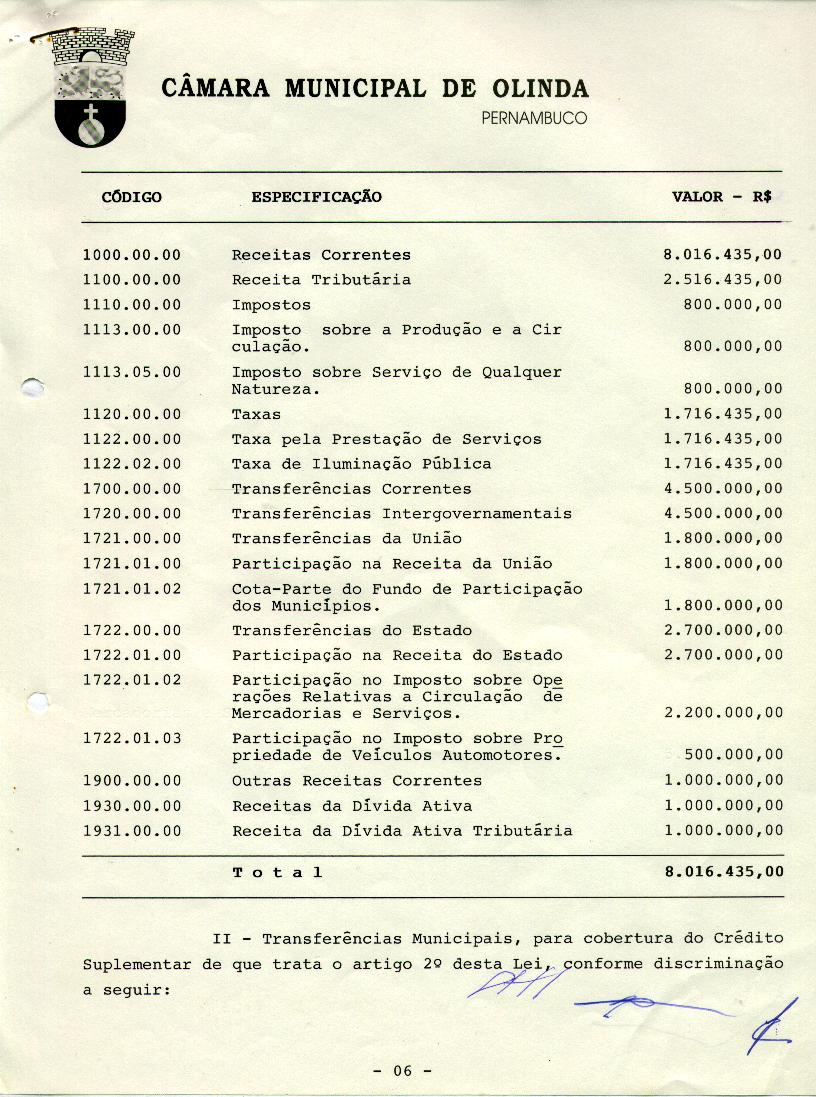 CÂMARA MUNICIPAL DE OLINDA
PERNAMBUCO
CÓDIGO ESPECIFICAÇÃO VALOR - R$
1000.00.00 Receitas Correntes 8.016.435,00
1100.00.00 Receita Tributária 2.516.435,00
1110.00.00 Impostos 800.000,00
1113.00.00 Imposto sobre a Produção e a Cir
culação. 800.000,00
1113.05.00 Imposto sobre Serviço de Qualquer
Natureza. 800.000,00
1120.00.00 Taxas 1.716.435,00
1122.00.00 Taxa pela Prestação de Serviços 1.716.435,00
1122.02.00 Taxa de Iluminação Pública 1.716.435,00
1700.00.00 Transferências Correntes 4.500.000,00
1720.00.00 Transferências Intergovernamentais 4.500.000,00
1721.00.00 Transferências da União 1.800.000,00
1721.01.00 Participação na Receita da União 1.800.000,00
1721.01.02 Cota-Parte do Fundo de Participação
dos Municípios. 1.800.000,00
1722.00.00 Transferências do Estado 2.700.000,00
1722.01.00 Participação na Receita do Estado 2.700.000,00
1722.01.02 Participação no Imposto sobre Ope
rações Relativas a Circulação de
Mercadorias e Serviços. 2.200.000,00
1722.01.03 Participação no Imposto sobre Pro
priedade de Veículos Automotores. 500.000,00
1900.00.00 Outras Receitas Correntes 1.000.000,00
1930.00.00 Receitas da Dívida Ativa 1.000.000,00
1931.00.00 Receita da Dívida Ativa Tributária 1.000.000,00
T o t a l 8.016.435,00
II - Transferências Municipais, para cobertura do Crédito
Suplementar de que trata o artigo 2º desta Lei, conforme discriminação
a seguir:
- 06 -